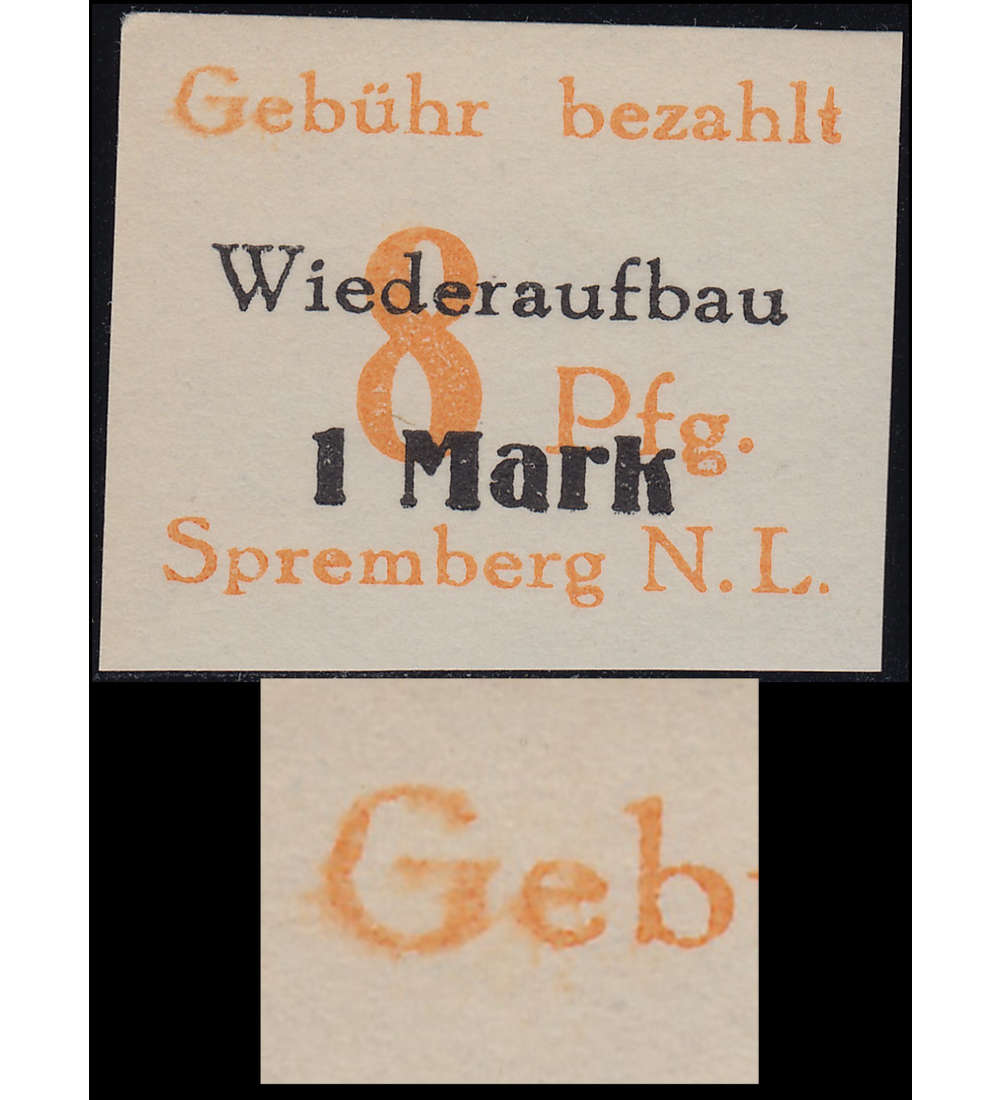 Gebühr bezahlt
Wiederaufbau
8 Pfg.
1 Mark
Spremberg N.L.
Geb